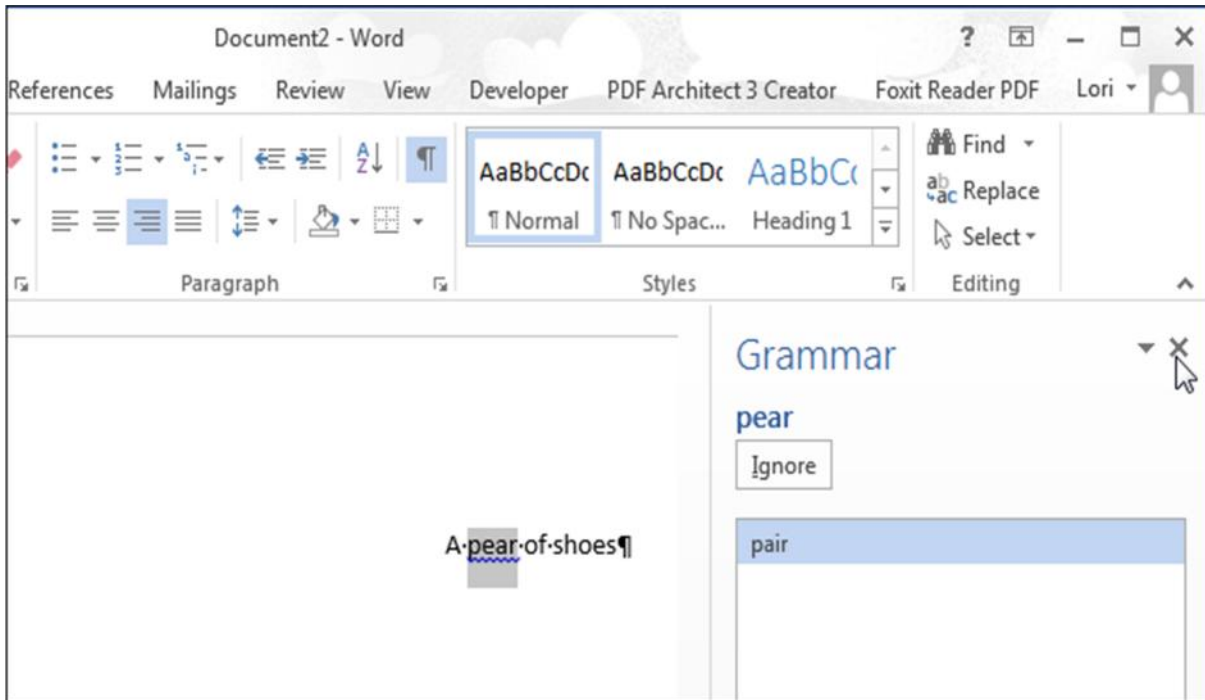 Document2 - Word
?
References Mailings Review View Developer PDF Architect 3 Creator Foxit Reader PDF Lori
AaBbCcDc AaBbCcDc AaBbC
¶ Normal ¶ No Spac... Heading 1
Find
Replace
Select
Paragraph Styles Editing
Grammar
pear
Ignore
A·pear·of·shoes¶
pair